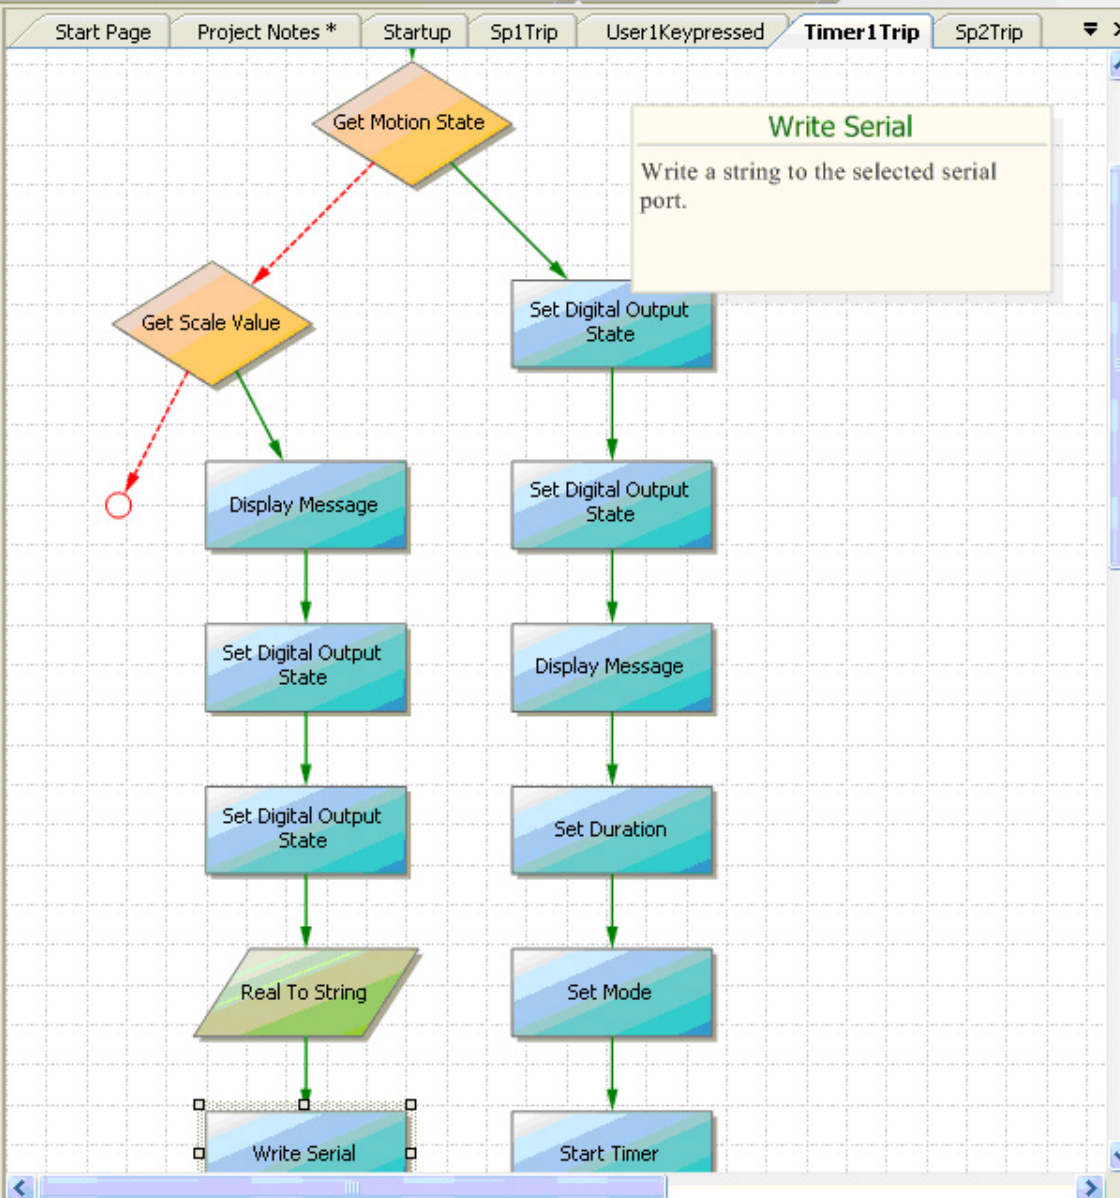 Start Page
Project Notes *
Startup
Sp1Trip
User1Keypressed
Timer1Trip
Sp2Trip
Get Motion State
Write Serial
Write a string to the selected serial
port.
Get Scale Value
Set Digital Output
State
Display Message
Set Digital Output
State
Set Digital Output
State
Display Message
Set Digital Output
State
Set Duration
Real To String
Set Mode
Write Serial
Start Timer